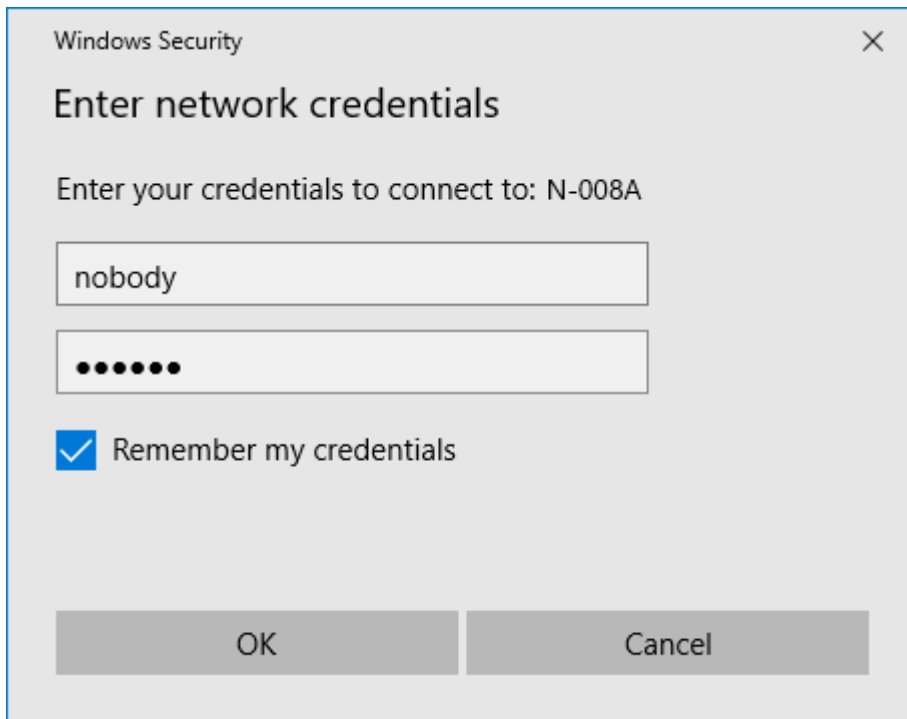 Windows Security
Enter network credentials
Enter your credentials to connect to: N-008A
nobody
••••••
Remember my credentials
OK Cancel